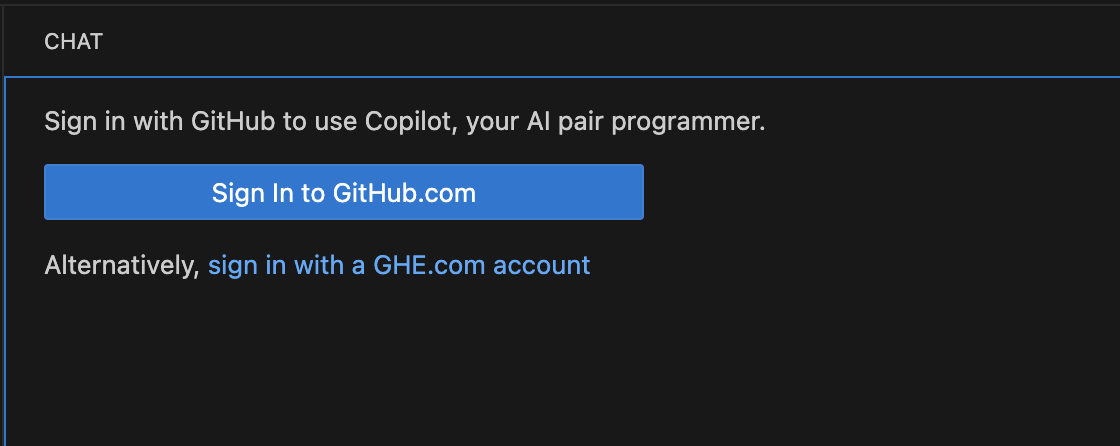 CHAT
Sign in with GitHub to use Copilot, your AI pair programmer.
Sign In to GitHub.com
Alternatively, sign in with a GHE.com account